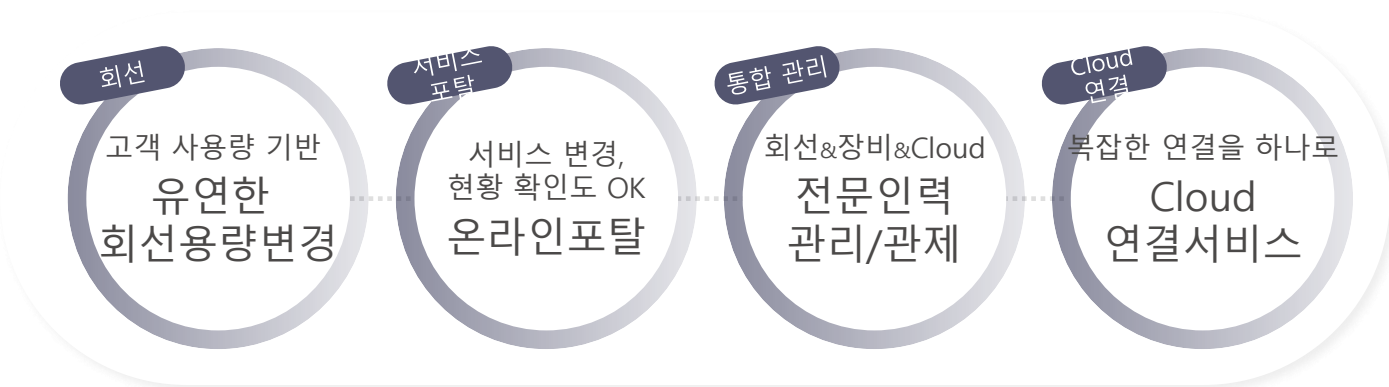 회선
고객 사용량 기반
유연한
회선용량변경
서비스
포탈
서비스 변경,
현황 확인도 OK
온라인포탈
통합 관리
회선&장비&Cloud
전문인력
관리/관제
Cloud
연결
복잡한 연결을 하나로
Cloud
연결서비스